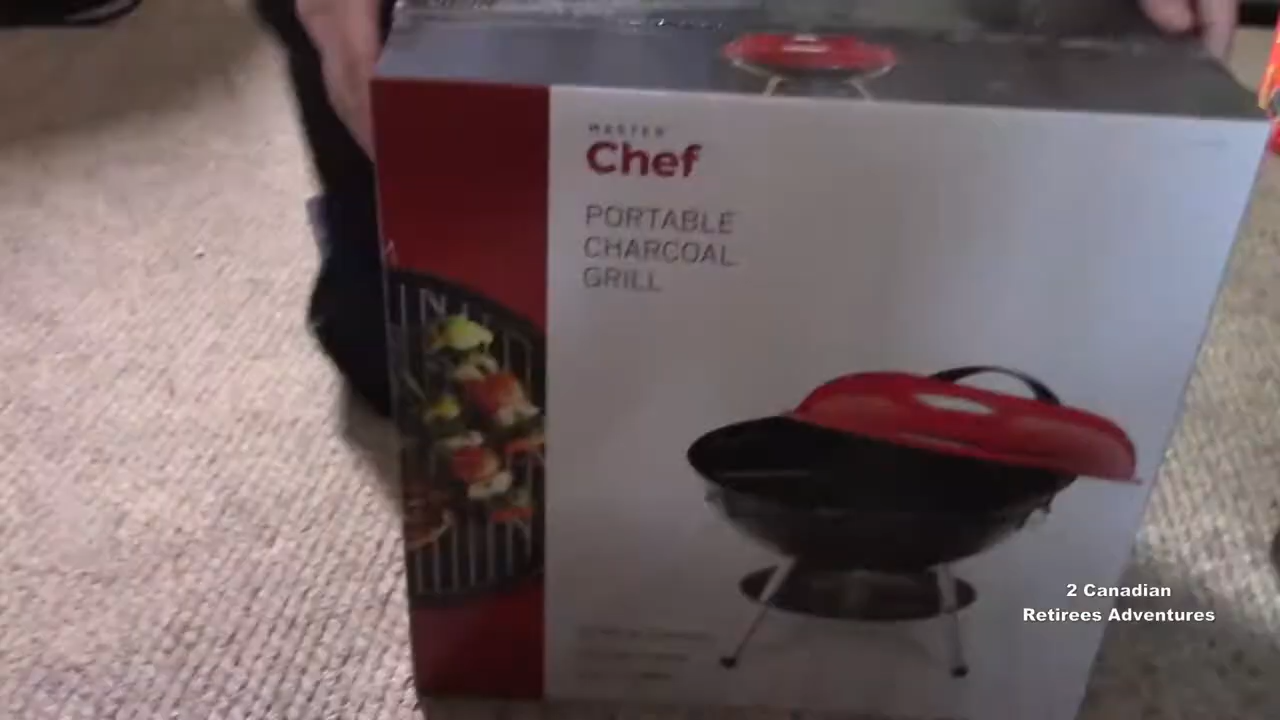 MASTER
Chef
PORTABLE
CHARCOAL
GRILL
2 Canadian
Retirees Adventures